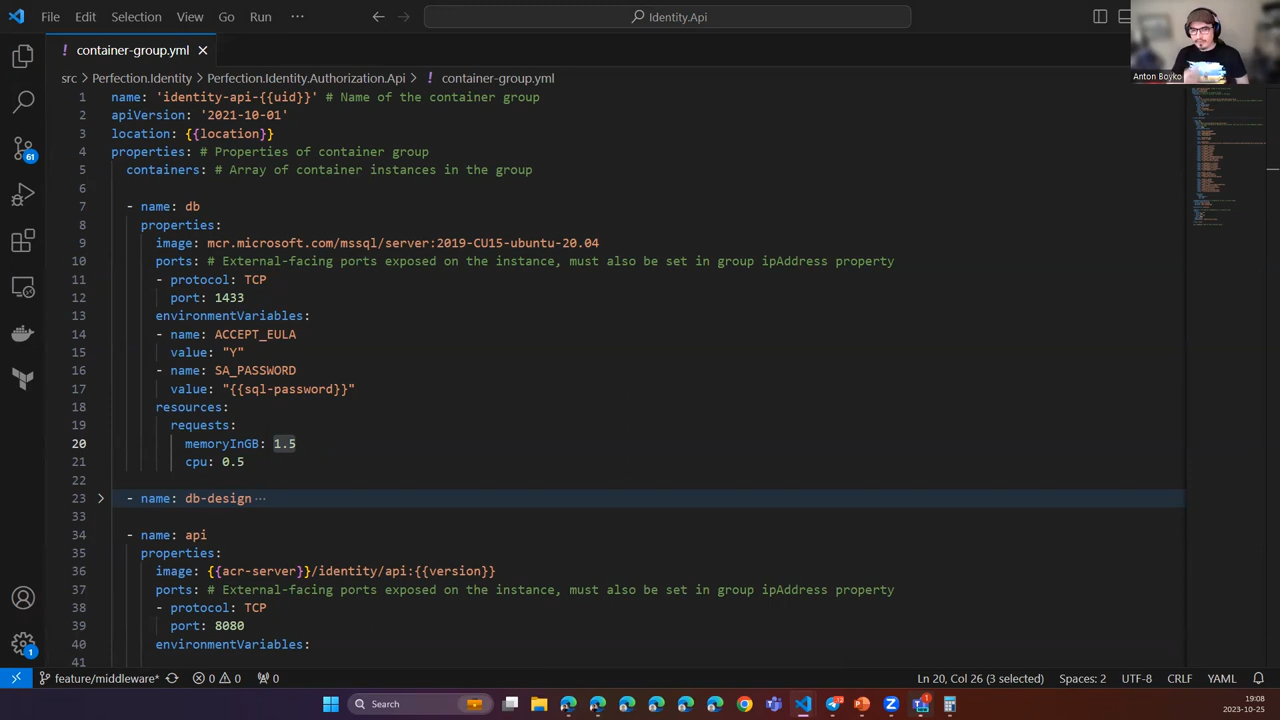 File Edit Selection View Go Run ··· Identity.Api
container-group.yml
src > Perfection.Identity > Perfection.Identity.Authorization.Api > ! container-group.yml
Anton Boyko
1 name: 'identity-api-{{uid}}' # Name of the container group
2 apiVersion: '2021-10-01'
3 location: {{location}}
4 properties: # Properties of container group
5 containers: # Array of container instances in the group
6
7 - name: db
8 properties:
9 image: mcr.microsoft.com/mssql/server:2019-CU15-ubuntu-20.04
10 ports: # External-facing ports exposed on the instance, must also be set in group ipAddress property
11 - protocol: TCP
12 port: 1433
13 environmentVariables:
14 - name: ACCEPT_EULA
15 value: "Y"
16 - name: SA_PASSWORD
17 value: "{{sql-password}}"
18 resources:
19 requests:
20 memoryInGB: 1.5
21 cpu: 0.5
22
23 - name: db-design ···
33
34 - name: api
35 properties:
36 image: {{acr-server}}/identity/api:{{version}}
37 ports: # External-facing ports exposed on the instance, must also be set in group ipAddress property
38 - protocol: TCP
39 port: 8080
40 environmentVariables:
41
61
1
feature/middleware* 0 0 0 Ln 20, Col 26 (3 selected) Spaces: 2 UTF-8 CRLF YAML
Search
19:08
2023-10-25